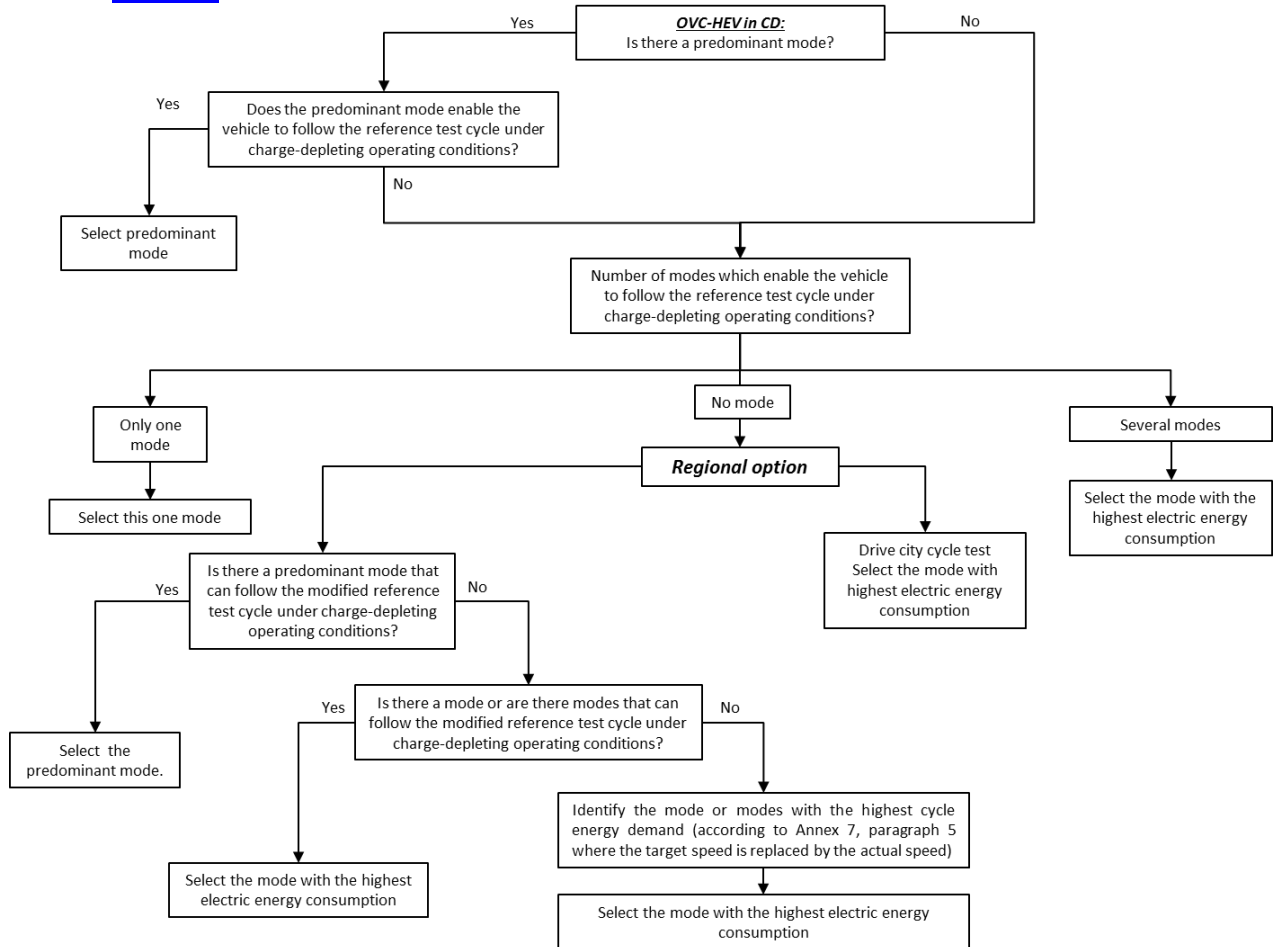 OVC-HEV in CD:
Is there a predominant mode?
Yes
No
Does the predominant mode enable the
vehicle to follow the reference test cycle under
charge-depleting operating conditions?
Yes
No
Select predominant
mode
Number of modes which enable the vehicle
to follow the reference test cycle under
charge-depleting operating conditions?
Only one
mode
No mode
Several modes
Select this one mode
Regional option
Select the mode with the
highest electric energy
consumption
Drive city cycle test
Select the mode with
highest electric energy
consumption
Is there a predominant mode that
can follow the modified reference
test cycle under charge-depleting
operating conditions?
Yes
No
Select the
predominant mode.
Is there a mode or are there modes that can
follow the modified reference test cycle under
charge-depleting operating conditions?
Yes
No
Select the mode with the highest
electric energy consumption
Identify the mode or modes with the highest cycle
energy demand (according to Annex 7, paragraph 5
where the target speed is replaced by the actual speed)
Select the mode with the highest electric energy
consumption